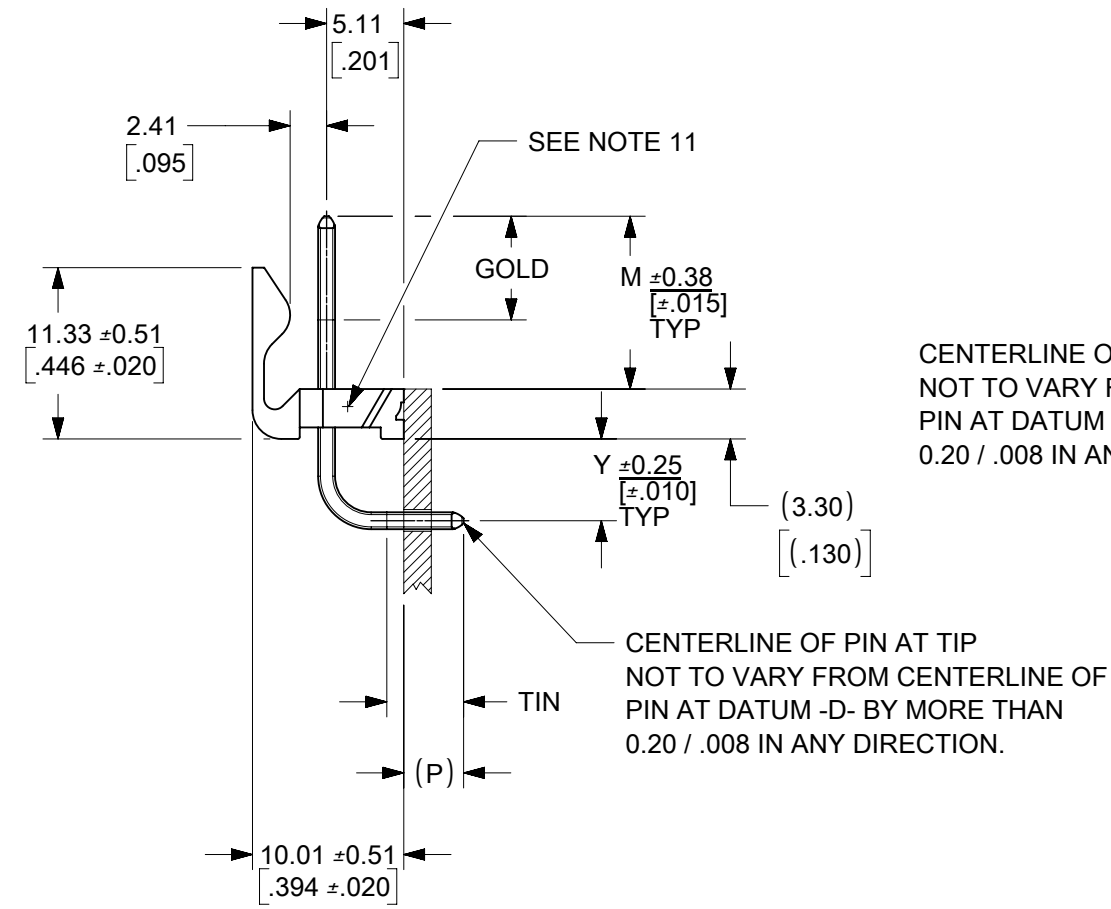 5.11
[.201]
2.41
[.095]
SEE NOTE 11
GOLD
M ±0.38
[±.015]
TYP
11.33 ±0.51
[.446 ±.020]
CENTERLINE O
NOT TO VARY F
PIN AT DATUM
0.20 / .008 IN AN
Y ±0.25
[±.010]
TYP
(3.30)
[(.130)]
CENTERLINE OF PIN AT TIP
NOT TO VARY FROM CENTERLINE OF
PIN AT DATUM -D- BY MORE THAN
0.20 / .008 IN ANY DIRECTION.
TIN
(P)
10.01 ±0.51
[.394 ±.020]